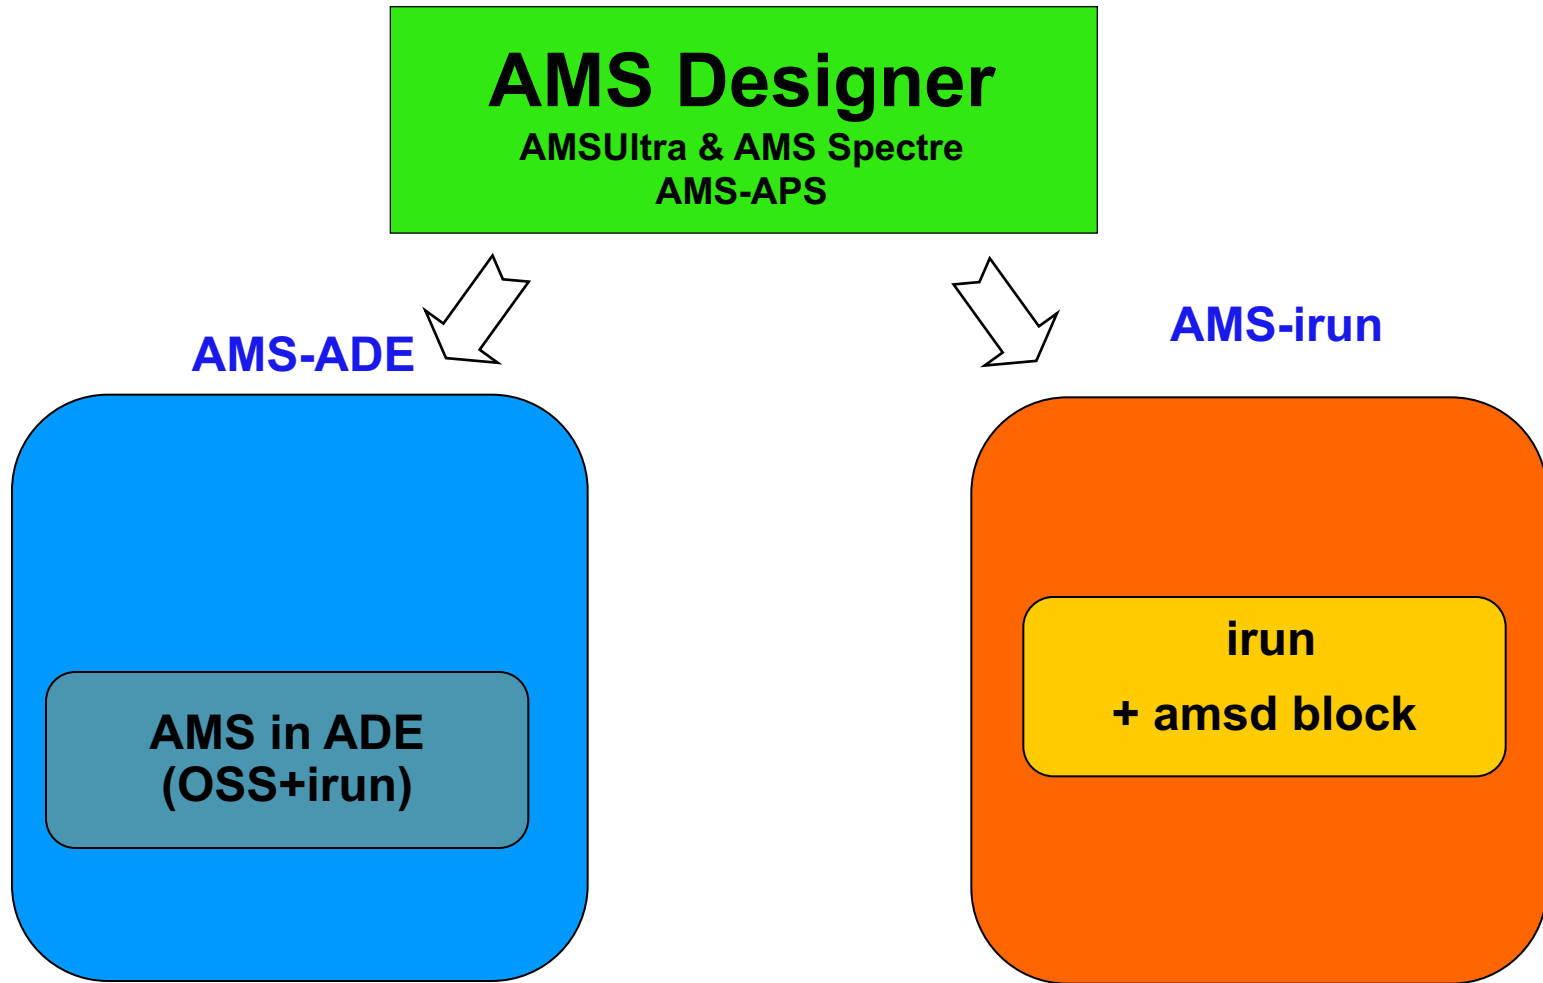 AMS Designer
AMSUltra & AMS Spectre
AMS-APS
AMS-ADE
AMS-irun
AMS in ADE
(OSS+irun)
irun
+ amsd block